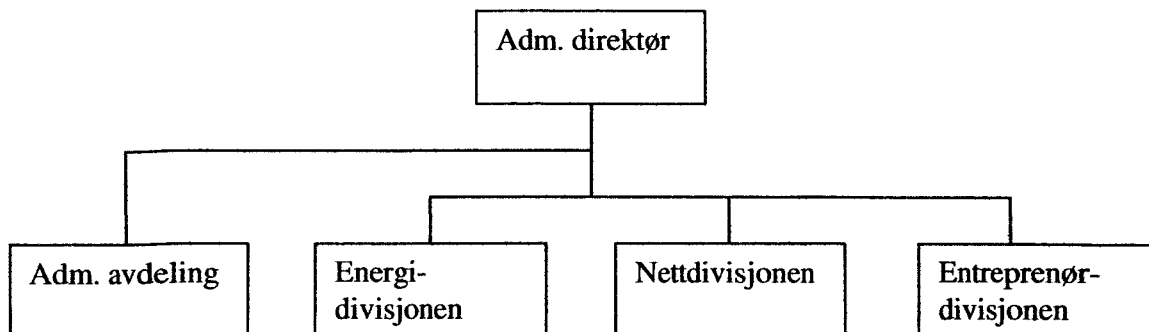 Adm. direktør
Adm. avdeling
Energi-
divisjonen
Nettdivisjonen
Entreprenør-
divisjonen